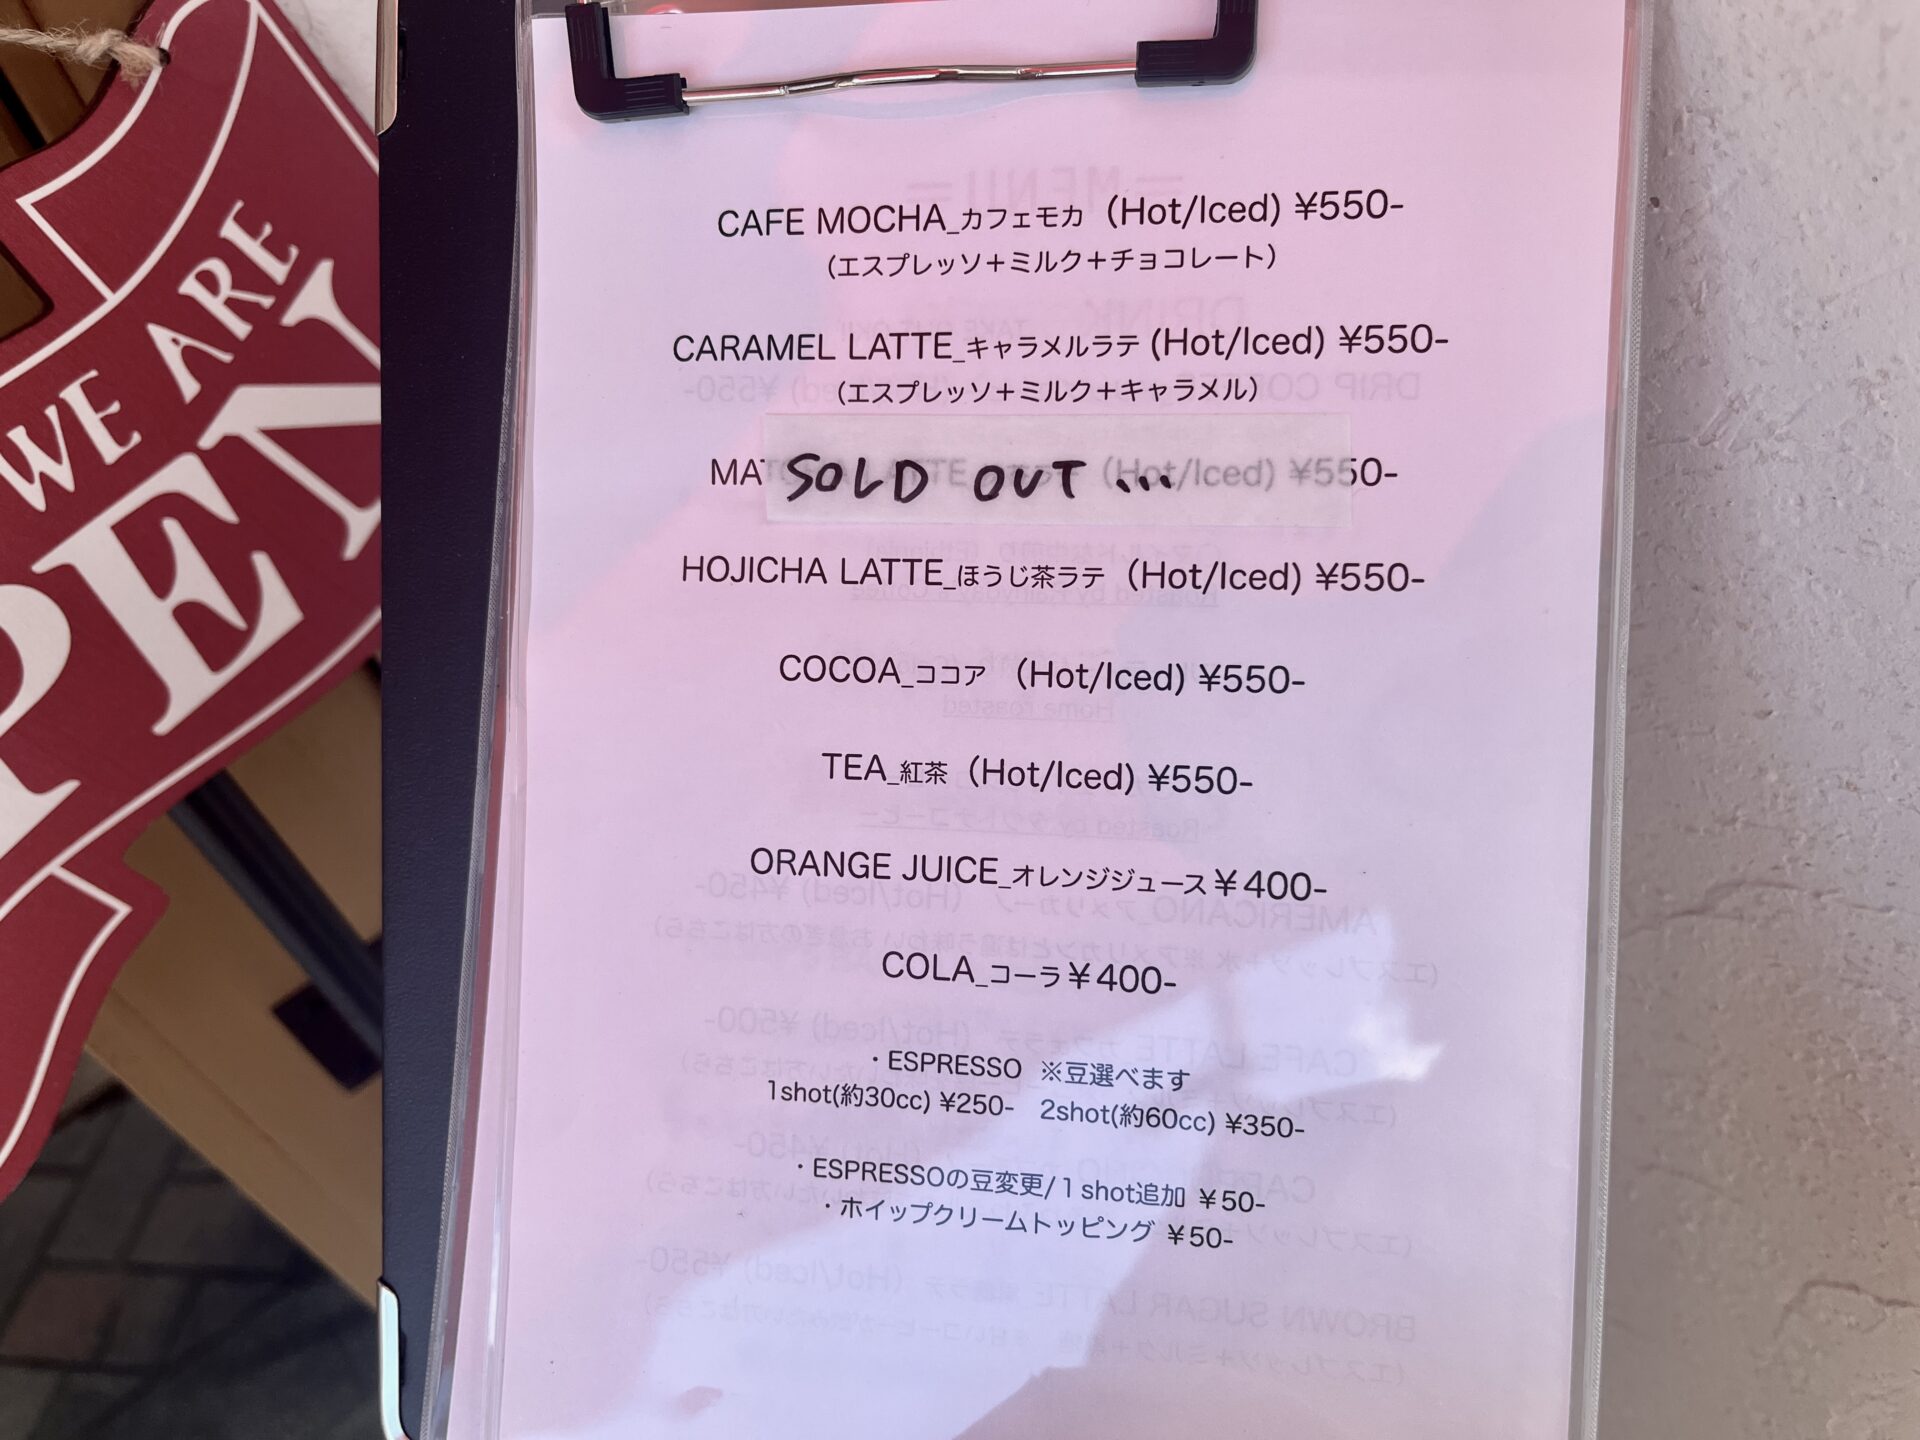 WE ARE
PEN
CAFE MOCHA_カフェモカ (Hot/Iced) ¥550-
(エスプレッソ+ミルク+チョコレート)
CARAMEL LATTE_キャラメルラテ (Hot/Iced) ¥550-
(エスプレッソ+ミルク+キャラメル)
MAT SOLD OUT ... LATTE (Hot/Iced) ¥550-
HOJICHA LATTE_ほうじ茶ラテ (Hot/Iced) ¥550-
COCOA_ココア (Hot/Iced) ¥550-
TEA_紅茶 (Hot/Iced) ¥550-
ORANGE JUICE_オレンジジュース ¥400-
COLA_コーラ ¥400-
・ESPRESSO ※豆選べます
1shot(約30cc) ¥250- 2shot(約60cc) ¥350-
・ESPRESSOの豆変更/1shot追加 ¥50-
・ホイップクリームトッピング ¥50-